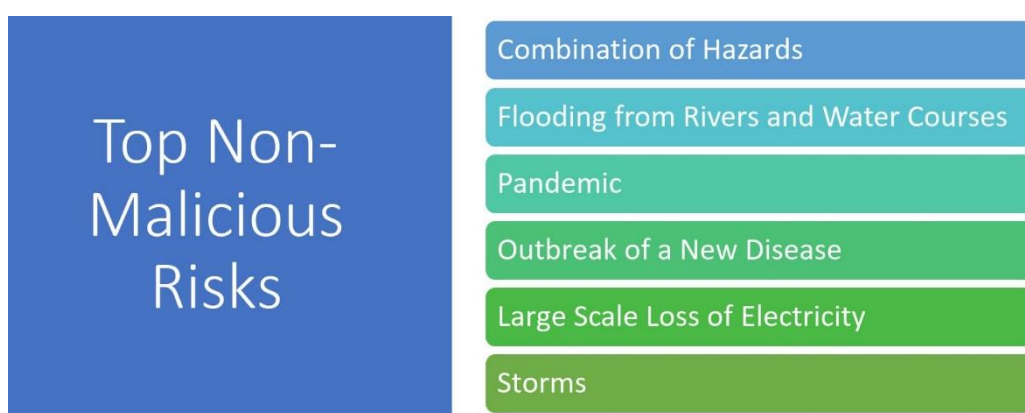 Top Non-
Malicious
Risks
Combination of Hazards
Flooding from Rivers and Water Courses
Pandemic
Outbreak of a New Disease
Large Scale Loss of Electricity
Storms